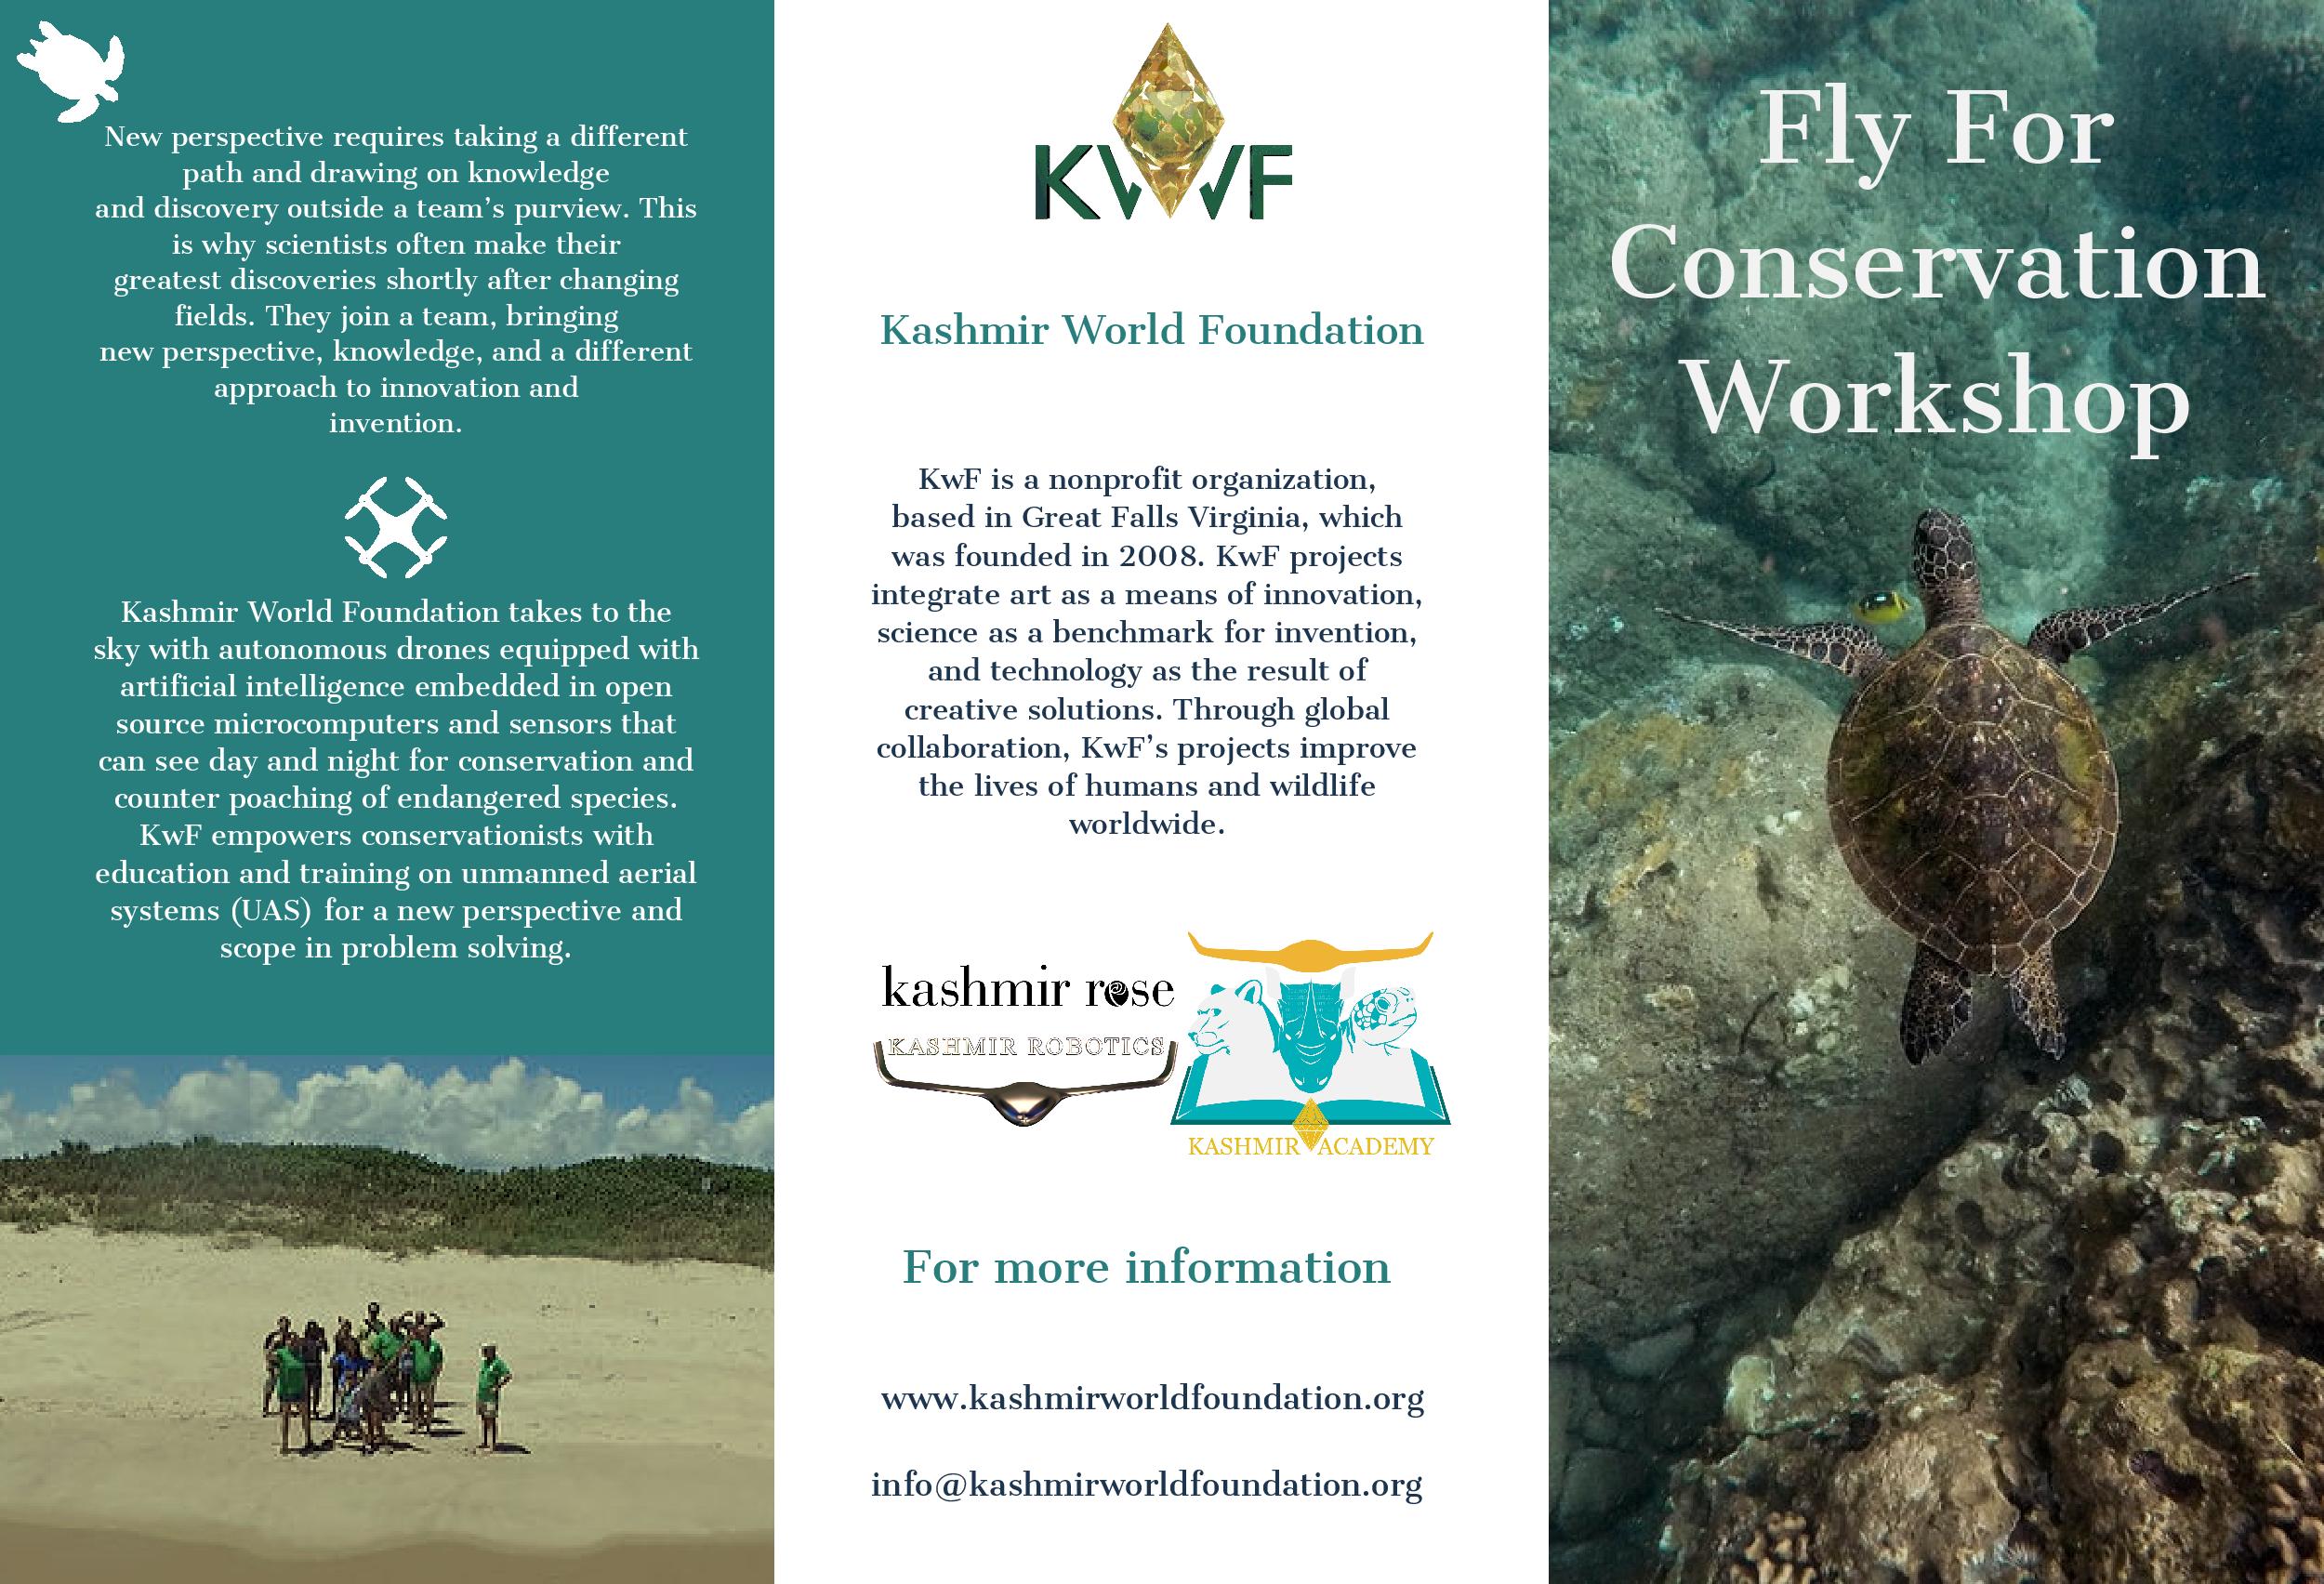 New perspective requires taking a different
path and drawing on knowledge
and discovery outside a team's purview. This
is why scientists often make their
greatest discoveries shortly after changing
fields. They join a team, bringing
new perspective, knowledge, and a different
approach to innovation and
invention.
Kashmir World Foundation takes to the
sky with autonomous drones equipped with
artificial intelligence embedded in open
source microcomputers and sensors that
can see day and night for conservation and
counter poaching of endangered species.
KwF empowers conservationists with
education and training on unmanned aerial
systems (UAS) for a new perspective and
scope in problem solving.
KWF
Kashmir World Foundation
KwF is a nonprofit organization,
based in Great Falls Virginia, which
was founded in 2008. KwF projects
integrate art as a means of innovation,
science as a benchmark for invention,
and technology as the result of
creative solutions. Through global
collaboration, KwF's projects improve
the lives of humans and wildlife
worldwide.
kashmir rose
KASHMIR ROBOTICS
KASHMIR ACADEMY
For more information
www.kashmirworldfoundation.org
info@kashmirworldfoundation.org
Fly For
Conservation
Workshop